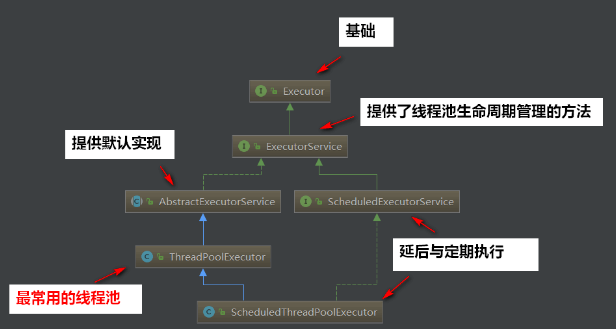 基础
I Executor
提供了线程池生命周期管理的方法
I ExecutorService
提供默认实现
C AbstractExecutorService
I ScheduledExecutorService
C ThreadPoolExecutor
延后与定期执行
最常用的线程池
C ScheduledThreadPoolExecutor